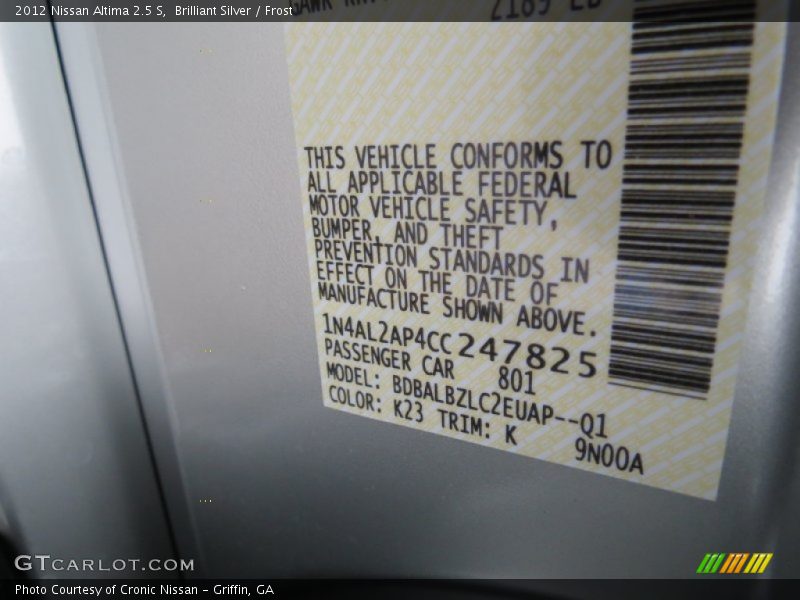 2012 Nissan Altima 2.5 S, Brilliant Silver / Frost
THIS VEHICLE CONFORMS TO
ALL APPLICABLE FEDERAL
MOTOR VEHICLE SAFETY,
BUMPER, AND THEFT
PREVENTION STANDARDS IN
EFFECT ON THE DATE OF
MANUFACTURE SHOWN ABOVE.
1N4AL2AP4CC247825
PASSENGER CAR 801
MODEL: BDBALBZLC2EUAP--Q1
COLOR: K23 TRIM: K 9N00A
GTCARLOT.COM
Photo Courtesy of Cronic Nissan - Griffin, GA